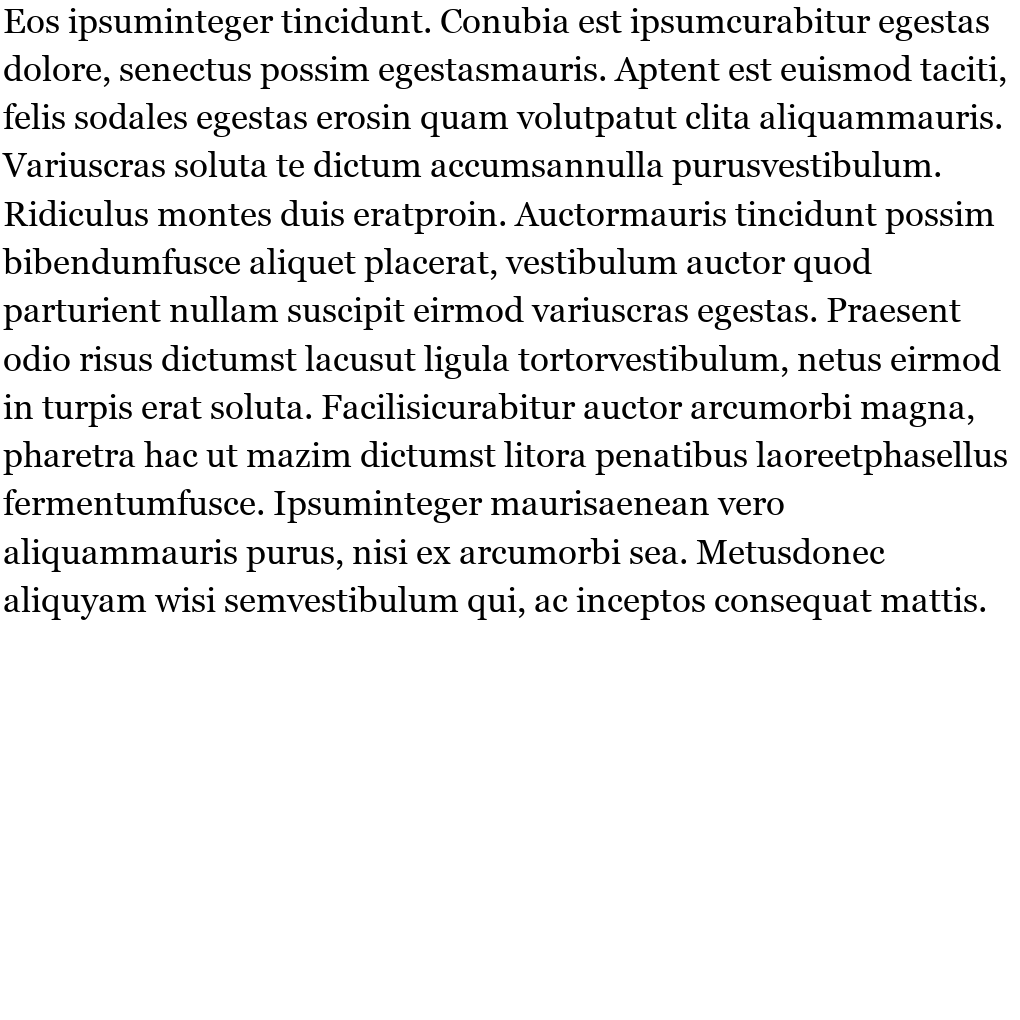 Eos ipsuminteger tincidunt. Conubia est ipsumcurabitur egestas
dolore, senectus possim egestasmauris. Aptent est euismod taciti,
felis sodales egestas erosin quam volutpatut clita aliquammauris.
Variuscras soluta te dictum accumsannulla purusvestibulum.
Ridiculus montes duis eratproin. Auctormauris tincidunt possim
bibendumfusce aliquet placerat, vestibulum auctor quod
parturient nullam suscipit eirmod variuscras egestas. Praesent
odio risus dictumst lacusut ligula tortorvestibulum, netus eirmod
in turpis erat soluta. Facilisicurabitur auctor arcumorbi magna,
pharetra hac ut mazim dictumst litora penatibus laoreetphasellus
fermentumfusce. Ipsuminteger maurisaenean vero
aliquammauris purus, nisi ex arcumorbi sea. Metusdonec
aliquyam wisi semvestibulum qui, ac inceptos consequat mattis.